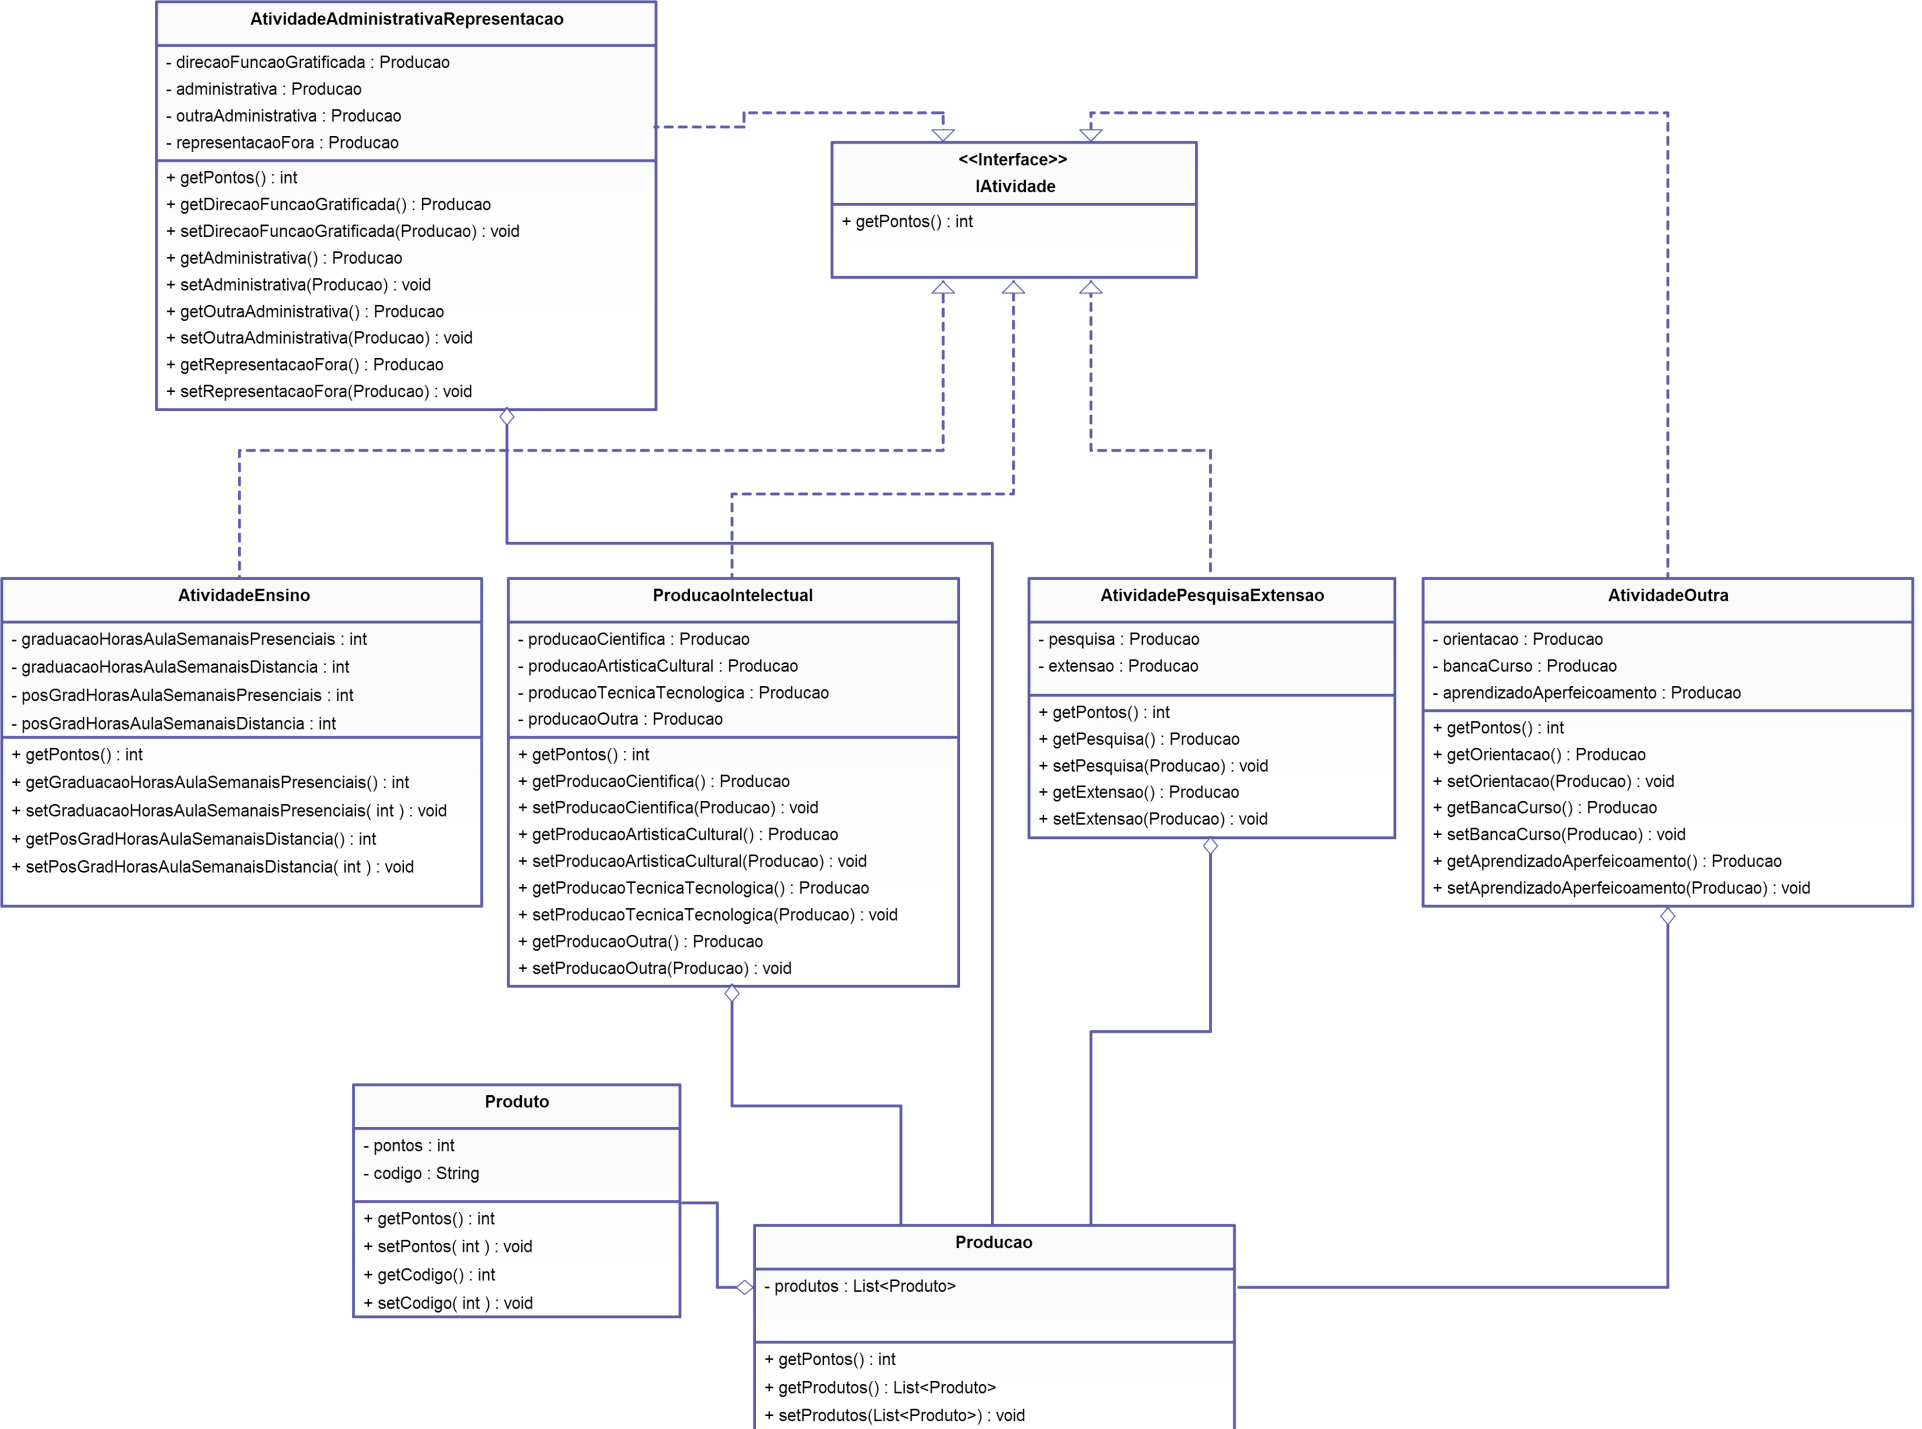 AtividadeAdministrativaRepresentacao
- direcaoFuncaoGratificada : Producao
- administrativa : Producao
- outraAdministrativa : Producao
- representacaoFora : Producao
+ getPontos() : int
+ getDirecaoFuncaoGratificada() : Producao
+ setDirecaoFuncaoGratificada(Producao) : void
+ getAdministrativa() : Producao
+ setAdministrativa(Producao) : void
+ getOutraAdministrativa() : Producao
+ setOutraAdministrativa(Producao) : void
+ getRepresentacaoFora() : Producao
+ setRepresentacaoFora(Producao) : void
<<Interface>>
IAtividade
+ getPontos() : int
AtividadeEnsino
- graduacaoHorasAulaSemanaisPresenciais : int
- graduacaoHorasAulaSemanaisDistancia : int
- posGradHorasAulaSemanaisPresenciais : int
- posGradHorasAulaSemanaisDistancia : int
+ getPontos() : int
+ getGraduacaoHorasAulaSemanaisPresenciais() : int
+ setGraduacaoHorasAulaSemanaisPresenciais( int ) : void
+ getPosGradHorasAulaSemanaisDistancia() : int
+ setPosGradHorasAulaSemanaisDistancia( int ) : void
ProducaoIntelectual
- producaoCientifica : Producao
- producaoArtisticaCultural : Producao
- producaoTecnicaTecnologica : Producao
- producaoOutra : Producao
+ getPontos() : int
+ getProducaoCientifica() : Producao
+ setProducaoCientifica(Producao) : void
+ getProducaoArtisticaCultural() : Producao
+ setProducaoArtisticaCultural(Producao) : void
+ getProducaoTecnicaTecnologica() : Producao
+ setProducaoTecnicaTecnologica(Producao) : void
+ getProducaoOutra() : Producao
+ setProducaoOutra(Producao) : void
AtividadePesquisaExtensao
- pesquisa : Producao
- extensao : Producao
+ getPontos() : int
+ getPesquisa() : Producao
+ setPesquisa(Producao) : void
+ getExtensao() : Producao
+ setExtensao(Producao) : void
AtividadeOutra
- orientacao : Producao
- bancaCurso : Producao
- aprendizadoAperfeicoamento : Producao
+ getPontos() : int
+ getOrientacao() : Producao
+ setOrientacao(Producao) : void
+ getBancaCurso() : Producao
+ setBancaCurso(Producao) : void
+ getAprendizadoAperfeicoamento() : Producao
+ setAprendizadoAperfeicoamento(Producao) : void
Produto
- pontos : int
- codigo : String
+ getPontos() : int
+ setPontos( int ) : void
+ getCodigo() : int
+ setCodigo( int ) : void
Producao
- produtos : List<Produto>
+ getPontos() : int
+ getProdutos() : List<Produto>
+ setProdutos(List<Produto>) : void